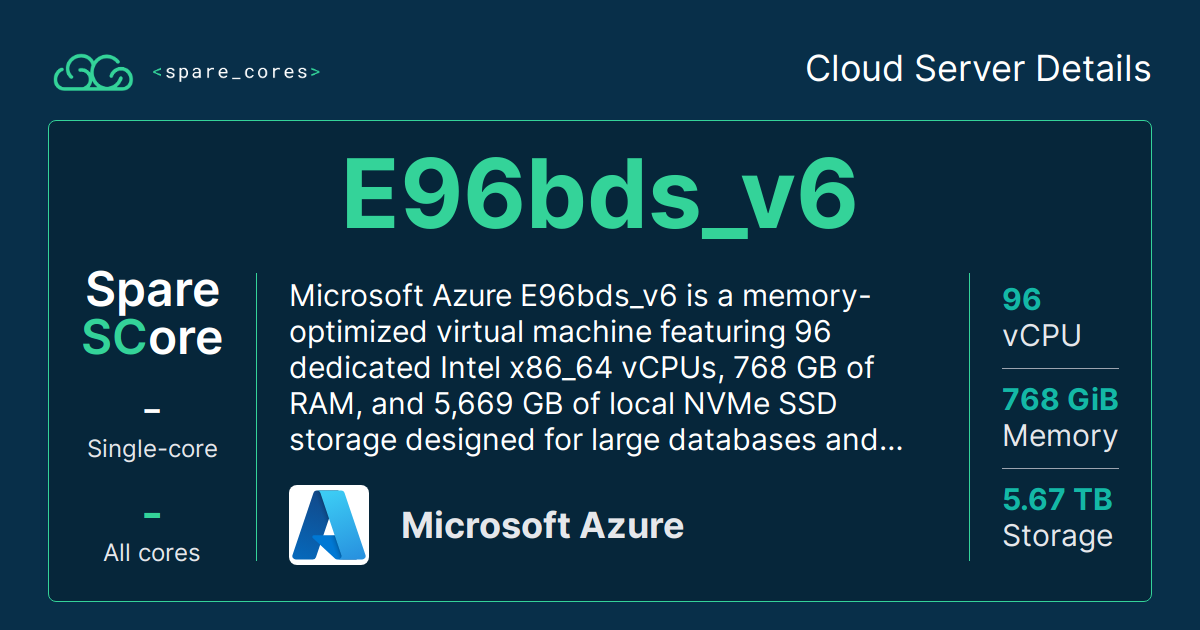 <spare_cores>
Cloud Server Details
E96bds_v6
Spare
SCore
–
Single-core
–
All cores
Microsoft Azure E96bds_v6 is a memory-
optimized virtual machine featuring 96
dedicated Intel x86_64 vCPUs, 768 GB of
RAM, and 5,669 GB of local NVMe SSD
storage designed for large databases and...
Microsoft Azure
96
vCPU
768 GiB
Memory
5.67 TB
Storage